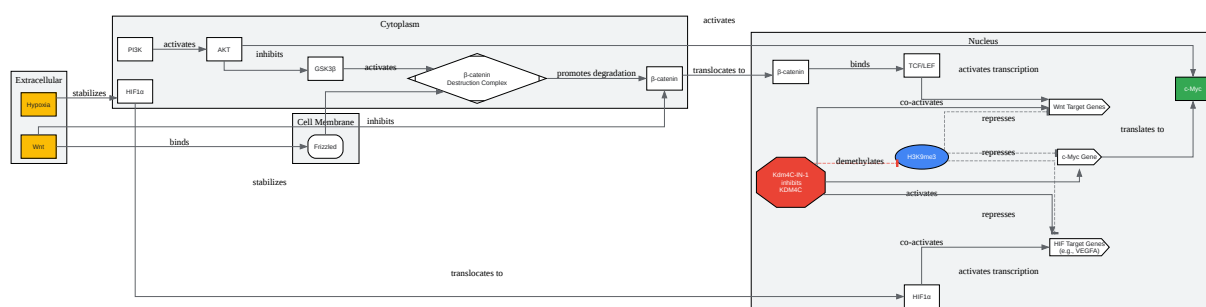 activates
Cytoplasm
Nucleus
PI3K
activates
AKT
inhibits
GSK3β
activates
β-catenin
Destruction Complex
promotes degradation
β-catenin
translocates to
β-catenin
binds
TCF/LEF
activates transcription
Extracellular
Hypoxia
stabilizes
HIF1α
c-Myc
co-activates
Wnt Target Genes
represses
Cell Membrane
inhibits
translates to
Wnt
binds
Frizzled
H3K9me3
represses
c-Myc Gene
demethylates
Kdm4C-IN-1
inhibits
KDM4C
stabilizes
activates
represses
co-activates
HIF Target Genes
(e.g., VEGFA)
translocates to
activates transcription
HIF1α